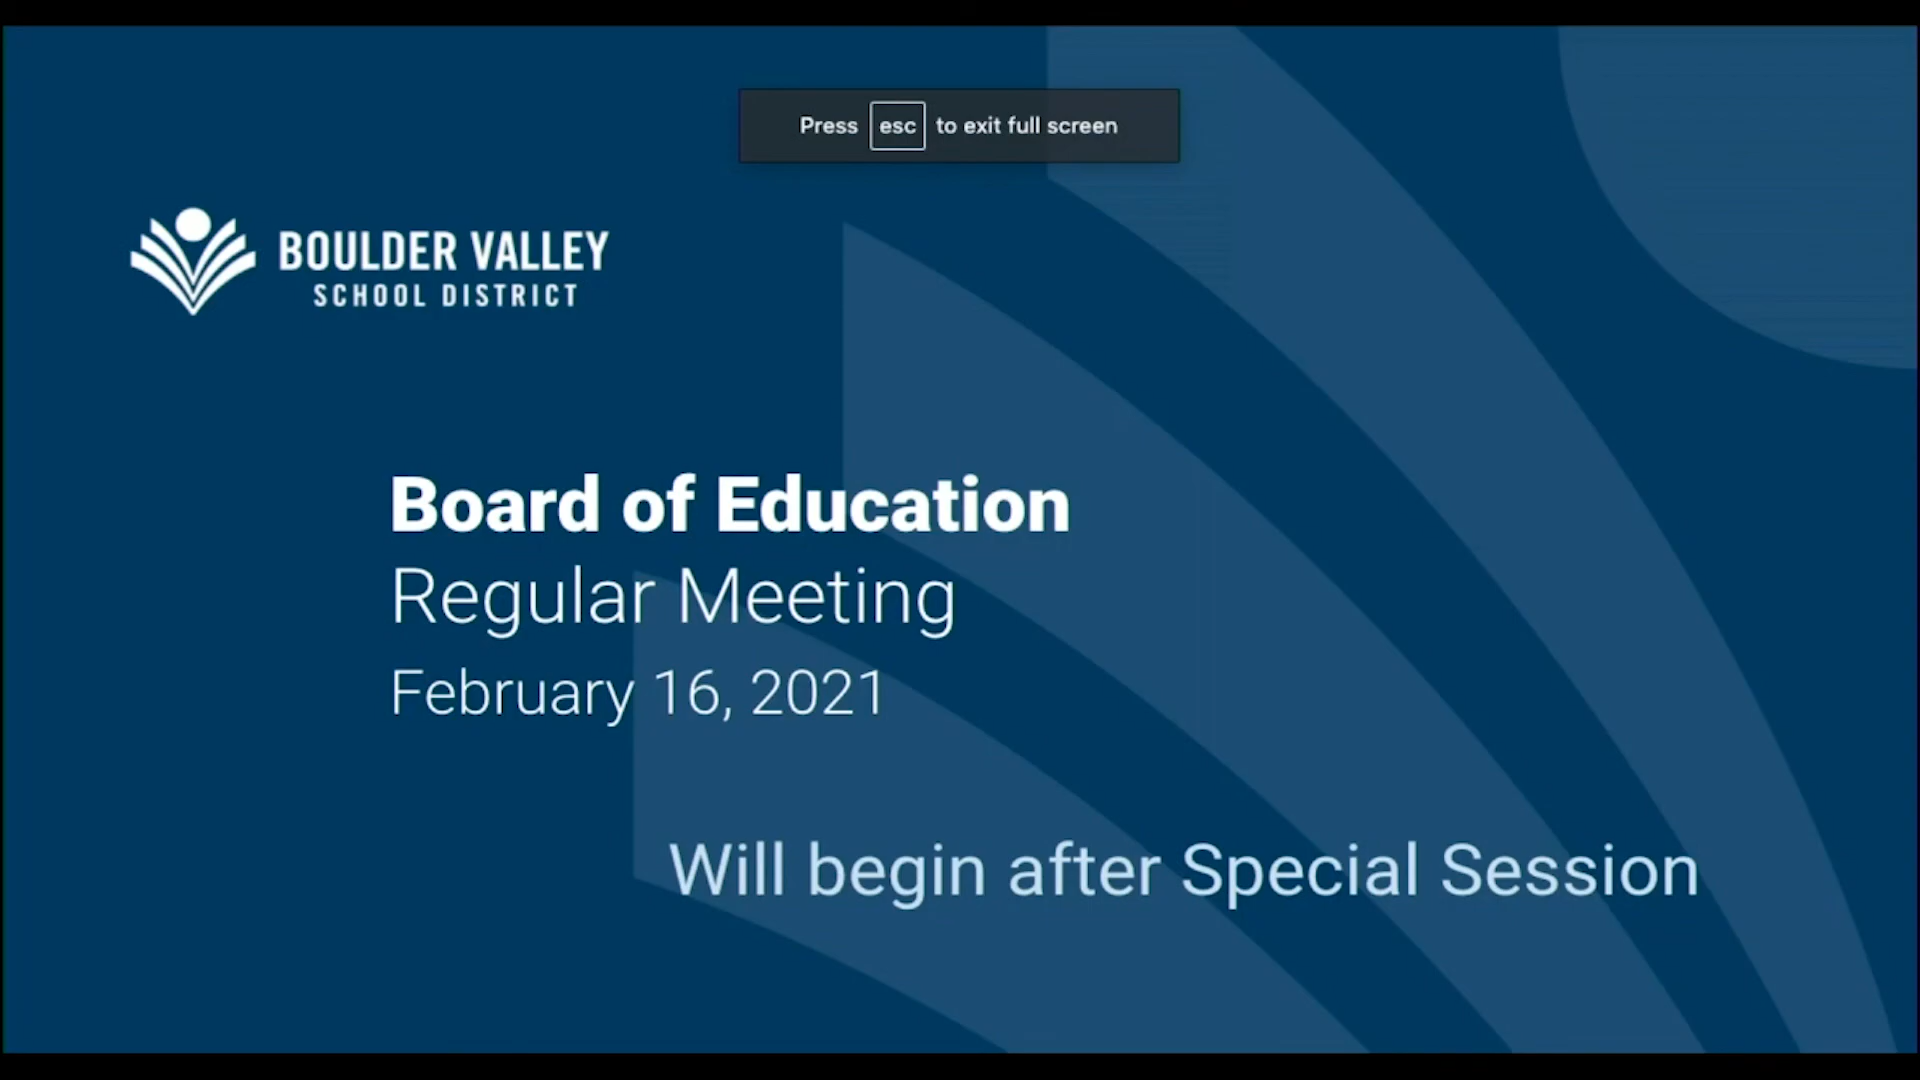 Press esc to exit full screen
BOULDER VALLEY
SCHOOL DISTRICT
Board of Education
Regular Meeting
February 16, 2021
Will begin after Special Session